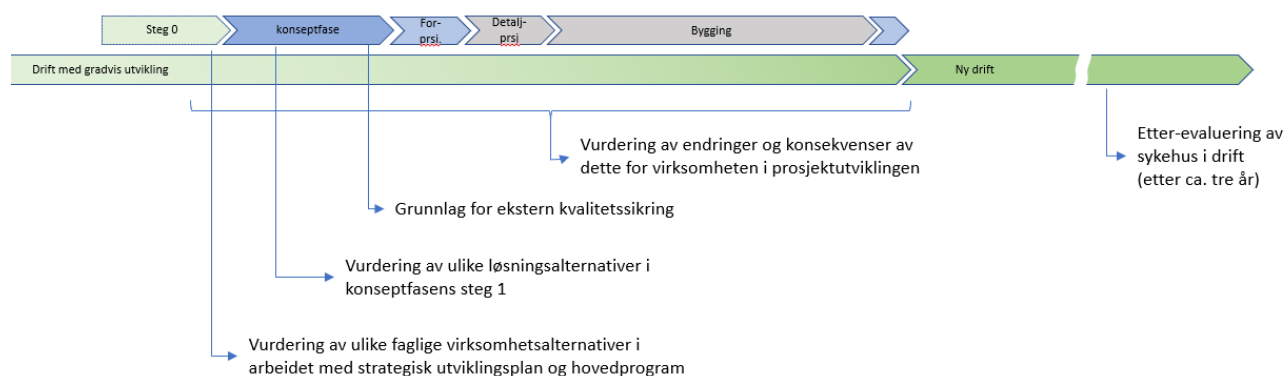 Steg 0
konseptfase
For-
prsj.
Detalj-
prsj
Bygging
Drift med gradvis utvikling
Ny drift
Vurdering av endringer og konsekvenser av
dette for virksomheten i prosjektutviklingen
Etter-evaluering av
sykehus i drift
(etter ca. tre år)
Grunnlag for ekstern kvalitetssikring
Vurdering av ulike løsningsalternativer i
konseptfasens steg 1
Vurdering av ulike faglige virksomhetsalternativer i
arbeidet med strategisk utviklingsplan og hovedprogram